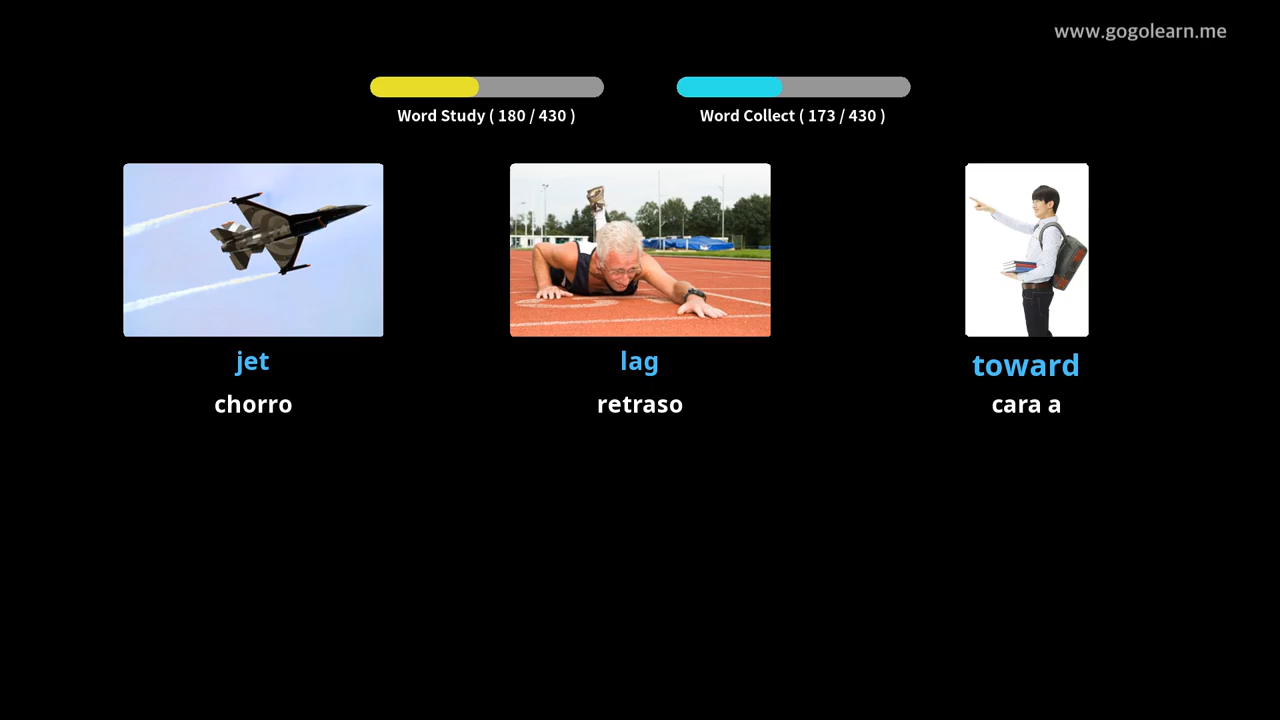 www.gogolearn.me
Word Study ( 180 / 430 )
Word Collect ( 173 / 430 )
jet
lag
toward
chorro
retraso
cara a